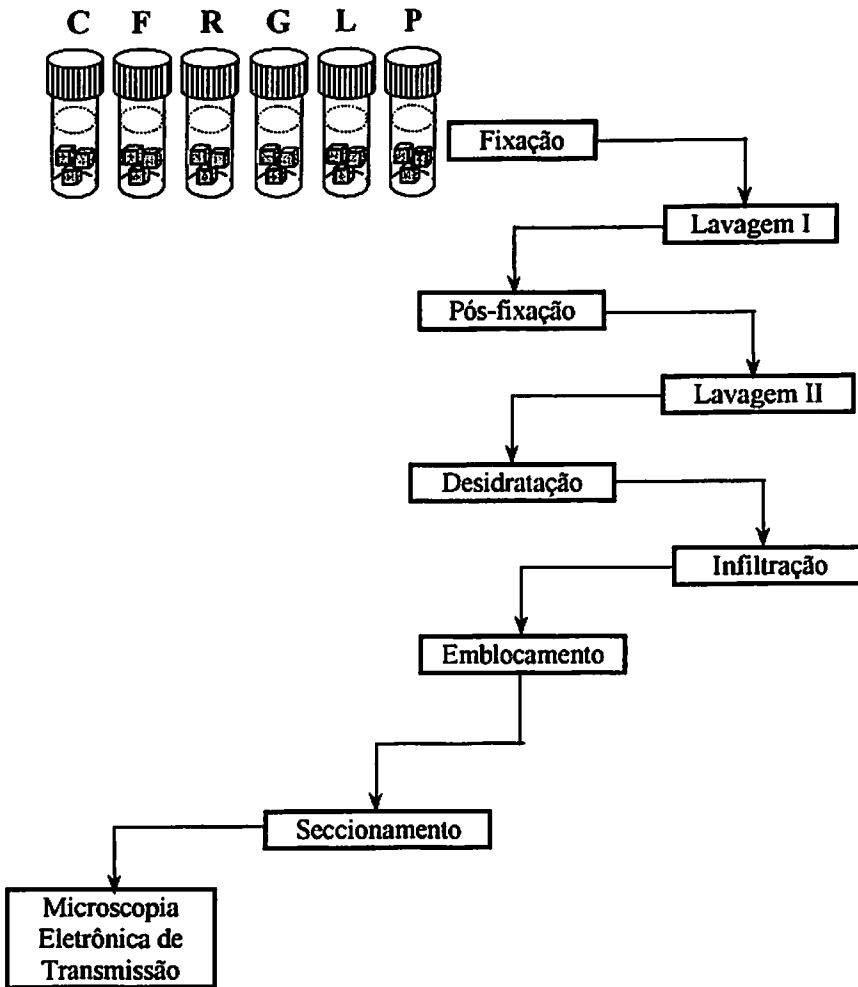 C F R G L P
Fixação
Lavagem I
Pós-fixação
Lavagem II
Desidratação
Infiltração
Emblocamento
Seccionamento
Microscopia
Eletrônica de
Transmissão